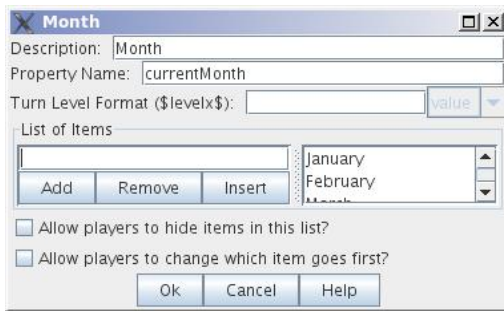 Month
Description: Month
Property Name: currentMonth
Turn Level Format ($levelx$): value
List of Items
January
February
March
Add Remove Insert
Allow players to hide items in this list?
Allow players to change which item goes first?
Ok Cancel Help